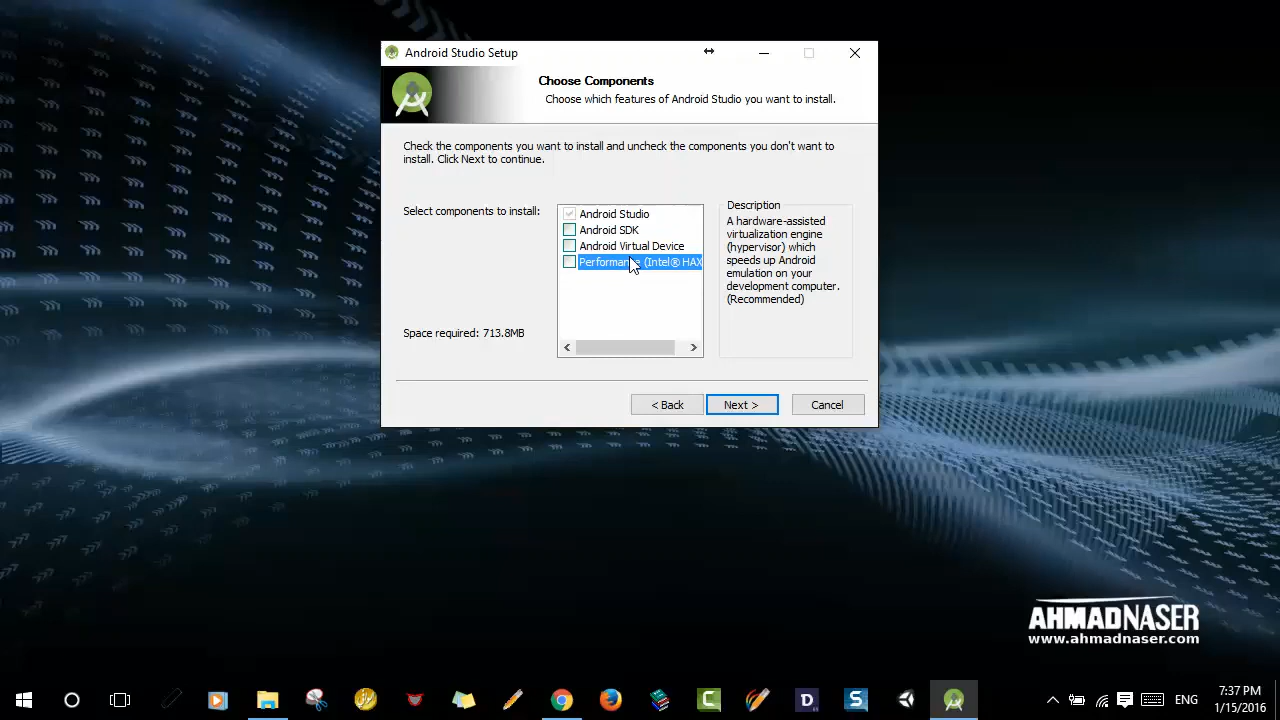 Android Studio Setup
Choose Components
Choose which features of Android Studio you want to install.
Check the components you want to install and uncheck the components you don't want to
install. Click Next to continue.
Select components to install:
Android Studio
Android SDK
Android Virtual Device
Performance (Intel® HAX
Description
A hardware-assisted
virtualization engine
(hypervisor) which
speeds up Android
emulation on your
development computer.
(Recommended)
Space required: 713.8MB
< Back
Next >
Cancel
AHMADNASER
www.ahmadnaser.com
ENG
7:37 PM
1/15/2016